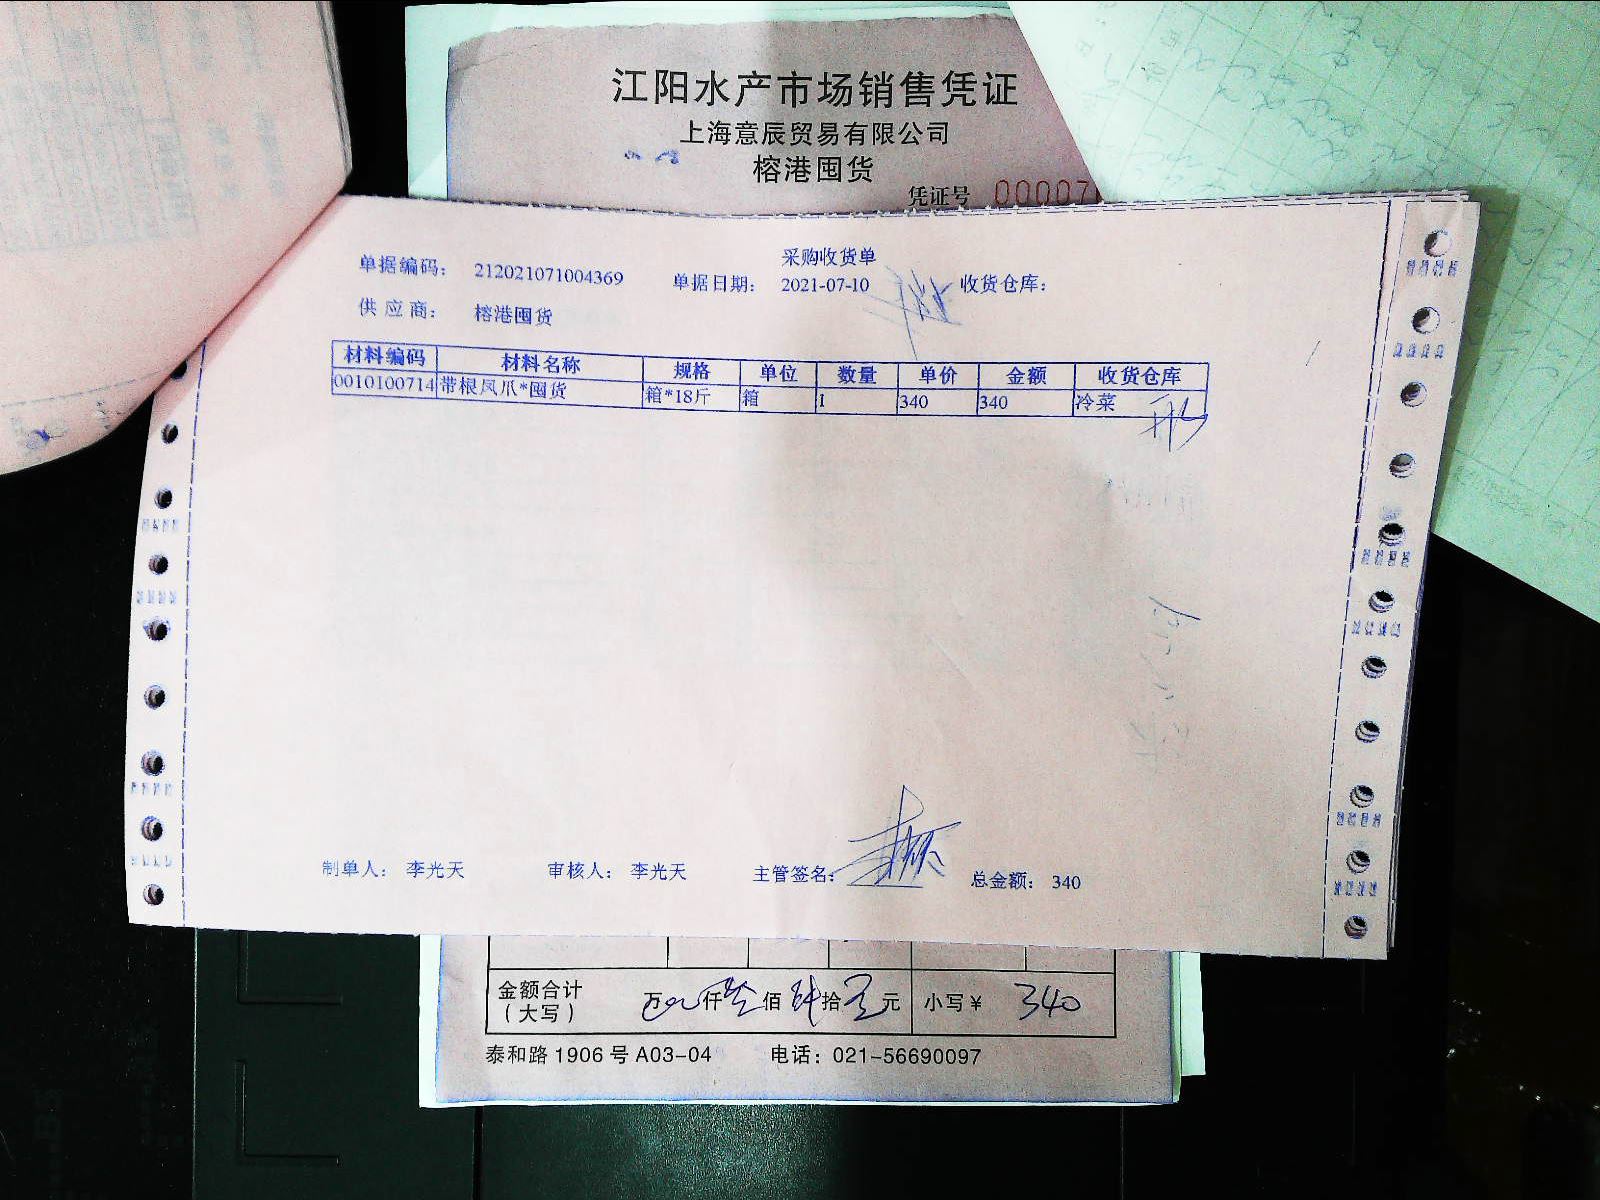 江阳水产市场销售凭证
上海意辰贸易有限公司
榕港囤货
凭证号 000007
采购收货单
单据编码： 212021071004369 单据日期： 2021-07-10 收货仓库：
供应商： 榕港囤货
材料编码 材料名称 规格 单位 数量 单价 金额 收货仓库
0010100714 带根凤爪*囤货 箱*18斤 箱 1 340 340 冷菜
制单人： 李光天 审核人： 李光天 主管签名： 总金额： 340
金额合计（大写） 万 仟 叁 佰 肆 拾 元 小写￥ 340
泰和路1906号A03-04 电话：021-56690097